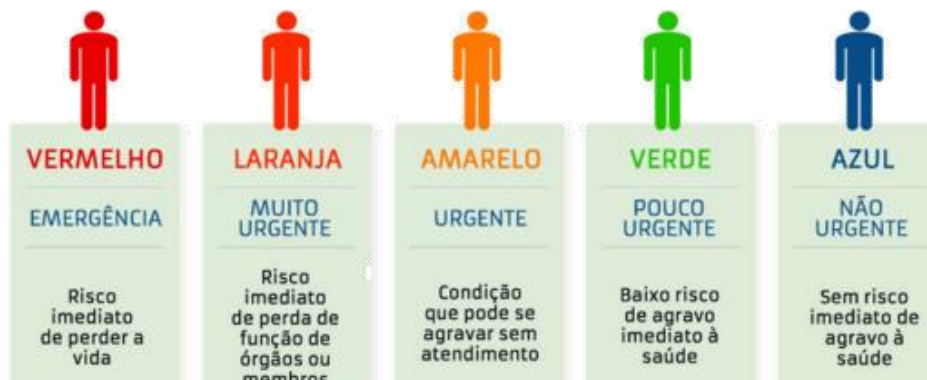 VERMELHO
EMERGÊNCIA
Risco
imediato
de perder a
vida
LARANJA
MUITO
URGENTE
Risco
imediato
de perda de
função de
órgãos ou
membros
AMARELO
URGENTE
Condição
que pode se
agravar sem
atendimento
VERDE
POUCO
URGENTE
Baixo risco
de agravo
imediato à
saúde
AZUL
NÃO
URGENTE
Sem risco
imediato de
agravo à
saúde